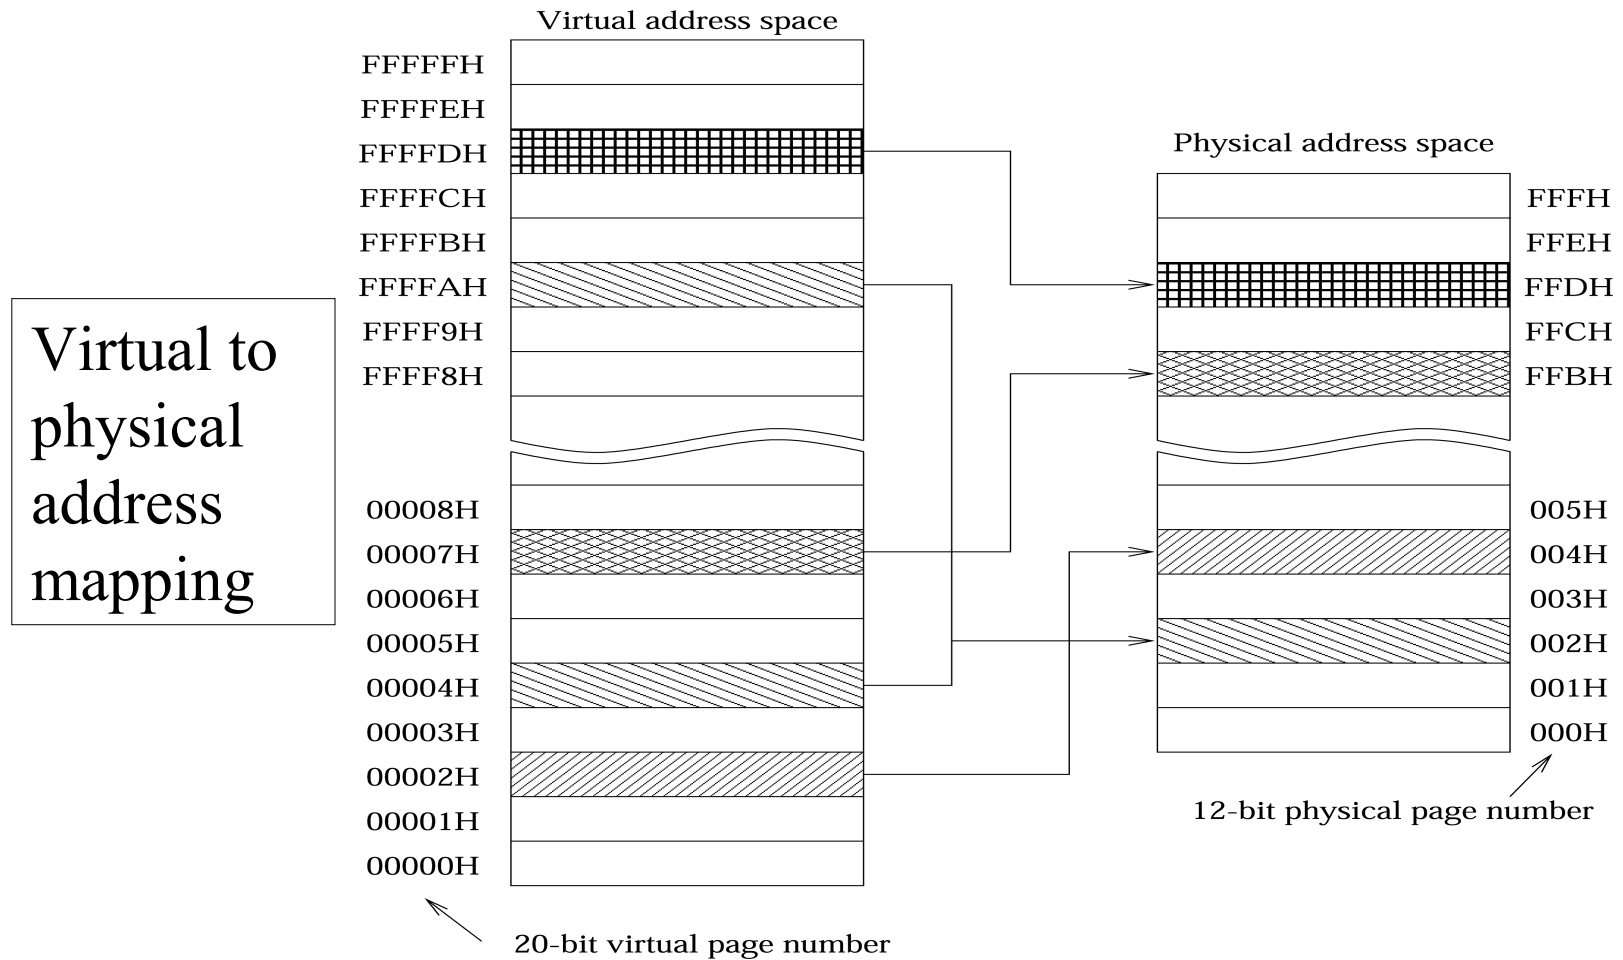 Virtual address space
FFFFFH
FFFFEH
FFFFDH
FFFFCH
FFFFBH
FFFFAH
FFFF9H
FFFF8H
00008H
00007H
00006H
00005H
00004H
00003H
00002H
00001H
00000H
20-bit virtual page number
Physical address space
FFFH
FFEH
FFDH
FFCH
FFBH
005H
004H
003H
002H
001H
000H
12-bit physical page number
Virtual to
physical
address
mapping